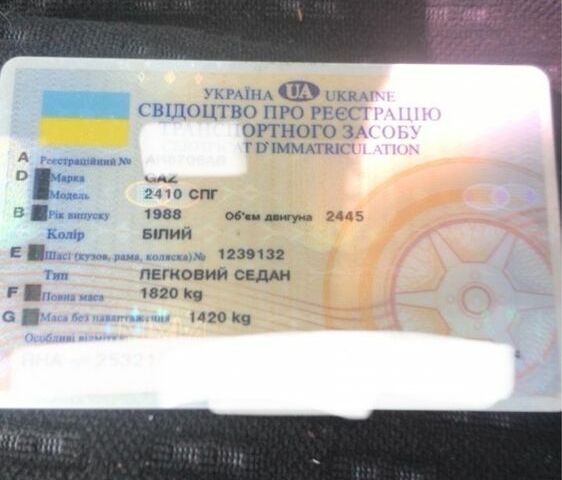 УКРАЇНА UA UKRAINE
СВІДОЦТВО ПРО РЕЄСТРАЦІЮ
ТРАНСПОРТНОГО ЗАСОБУ
CERTIFICAT D'IMMATRICULATION
A Реєстраційний №
D Марка GAZ
Модель 2410 СПГ
B Рік випуску 1988 Об'єм двигуна 2445
Колір БІЛИЙ
E Шасі (кузов, рама, коляска)№ 1239132
Тип ЛЕГКОВИЙ СЕДАН
F Повна маса 1820 kg
G Маса без навантаження 1420 kg
Особливі відмітки